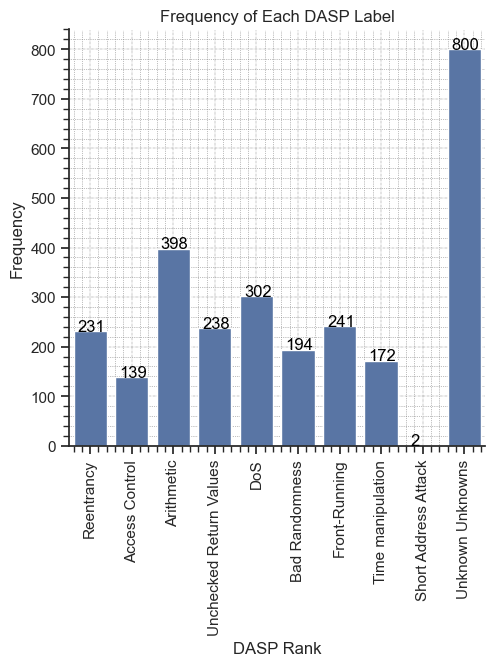 Frequency of Each DASP Label
Frequency
800
700
600
500
400
300
200
100
0
231
139
398
238
302
194
241
172
2
800
Reentrancy
Access Control
Arithmetic
Unchecked Return Values
DoS
Bad Randomness
Front-Running
Time manipulation
Short Address Attack
Unknown Unknowns
DASP Rank